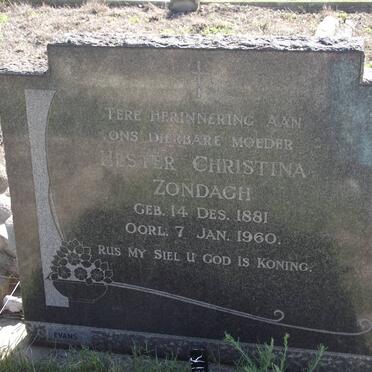 TERE HERINNERING AAN
ONS DIERBARE MOEDER
HESTER CHRISTINA
ZONDAGH
GEB. 14 DES. 1881
OORL. 7 JAN. 1960.
RUS MY SIEL U GOD IS KONING.
EVANS